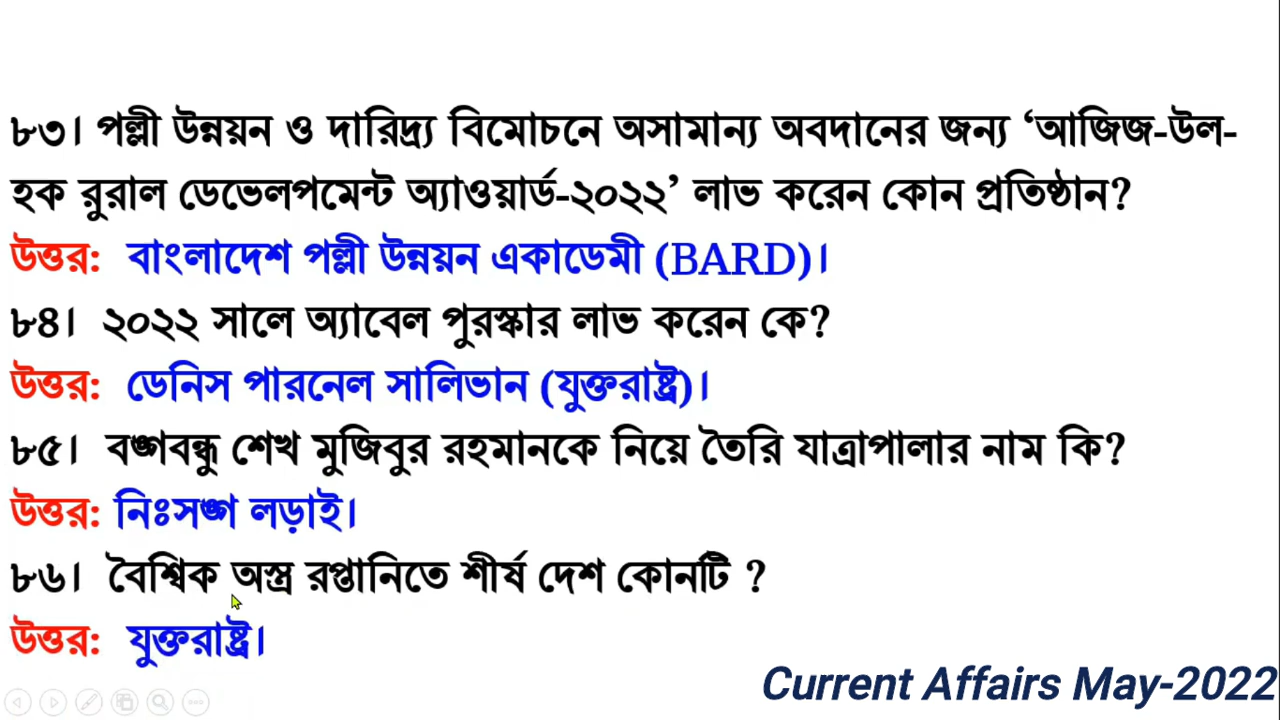 ৮৩। পল্লী উন্নয়ন ও দারিদ্র্য বিমোচনে অসামান্য অবদানের জন্য ‘আজিজ-উল-
হক রুরাল ডেভেলপমেন্ট অ্যাওয়ার্ড-২০২২’ লাভ করেন কোন প্রতিষ্ঠান?
উত্তর: বাংলাদেশ পল্লী উন্নয়ন একাডেমী (BARD)।
৮৪। ২০২২ সালে অ্যাবেল পুরস্কার লাভ করেন কে?
উত্তর: ডেনিস পারনেল সালিভান (যুক্তরাষ্ট্র)।
৮৫। বঙ্গবন্ধু শেখ মুজিবুর রহমানকে নিয়ে তৈরি যাত্রাপালার নাম কি?
উত্তর: নিঃসঙ্গ লড়াই।
৮৬। বৈশ্বিক অস্ত্র রপ্তানিতে শীর্ষ দেশ কোনটি ?
উত্তর: যুক্তরাষ্ট্র।
Current Affairs May-2022